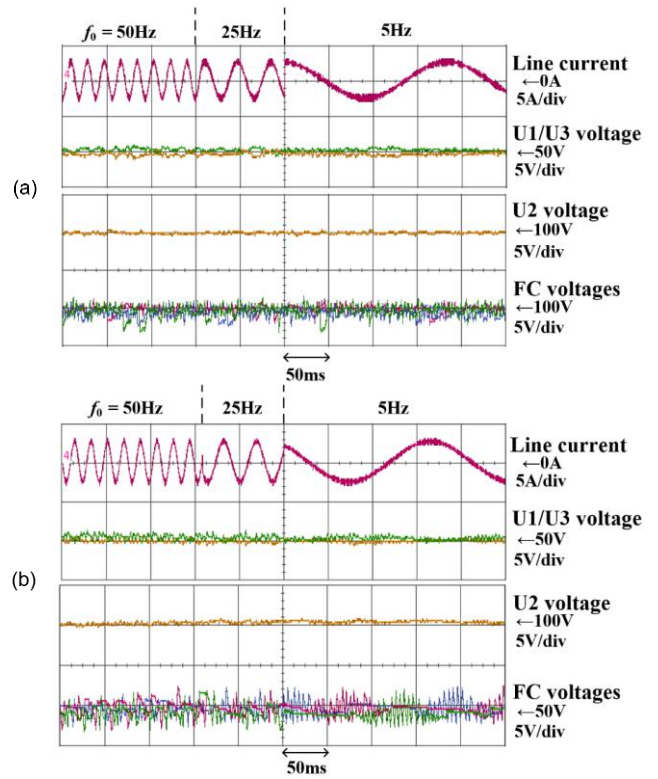 f₀ = 50Hz 25Hz 5Hz
(a)
4
Line current
←0A
5A/div
U1/U3 voltage
←50V
5V/div
U2 voltage
←100V
5V/div
FC voltages
←100V
5V/div
50ms
f₀ = 50Hz 25Hz 5Hz
(b)
4
Line current
←0A
5A/div
U1/U3 voltage
←50V
5V/div
U2 voltage
←100V
5V/div
FC voltages
←50V
5V/div
50ms